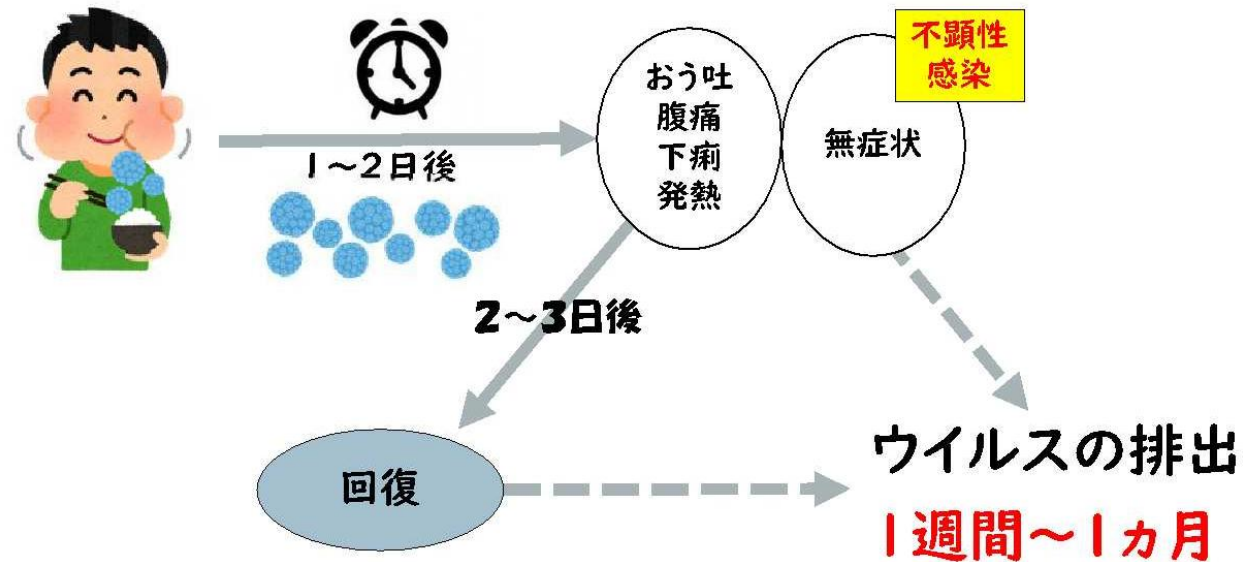 不顕性
感染
おう吐
腹痛
下痢
発熱
無症状
1～2日後
2～3日後
回復
ウイルスの排出
1週間～1ヵ月